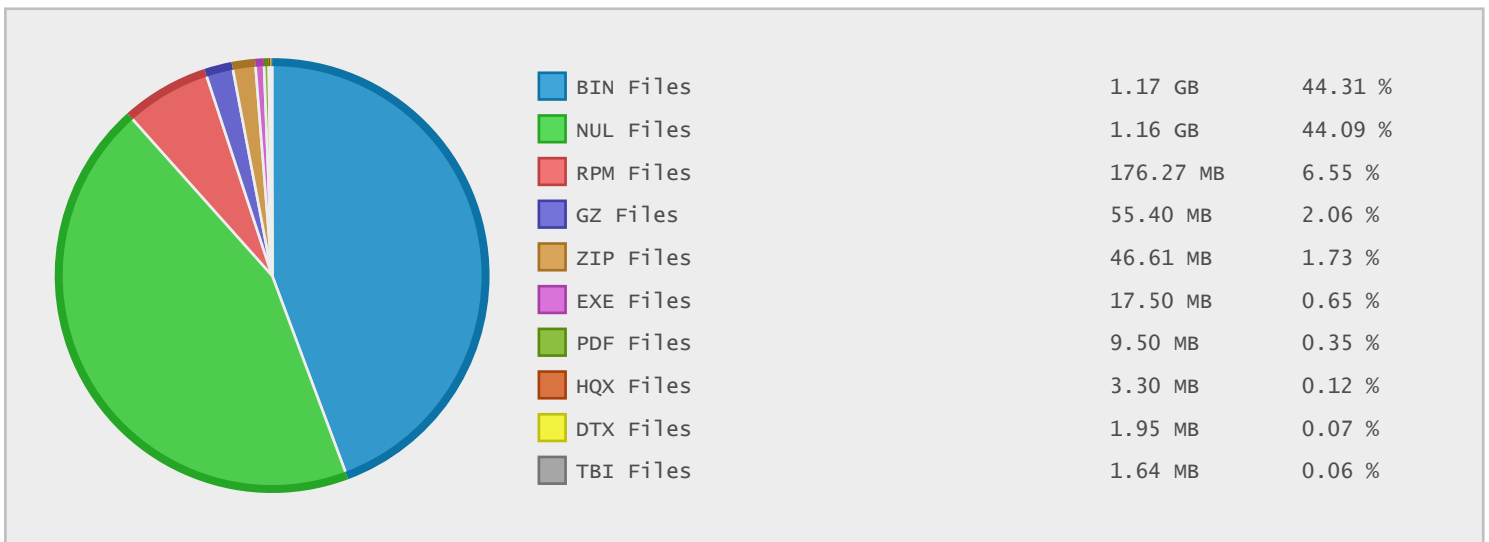 BIN Files 1.17 GB 44.31 %
NUL Files 1.16 GB 44.09 %
RPM Files 176.27 MB 6.55 %
GZ Files 55.40 MB 2.06 %
ZIP Files 46.61 MB 1.73 %
EXE Files 17.50 MB 0.65 %
PDF Files 9.50 MB 0.35 %
HQX Files 3.30 MB 0.12 %
DTX Files 1.95 MB 0.07 %
TBI Files 1.64 MB 0.06 %